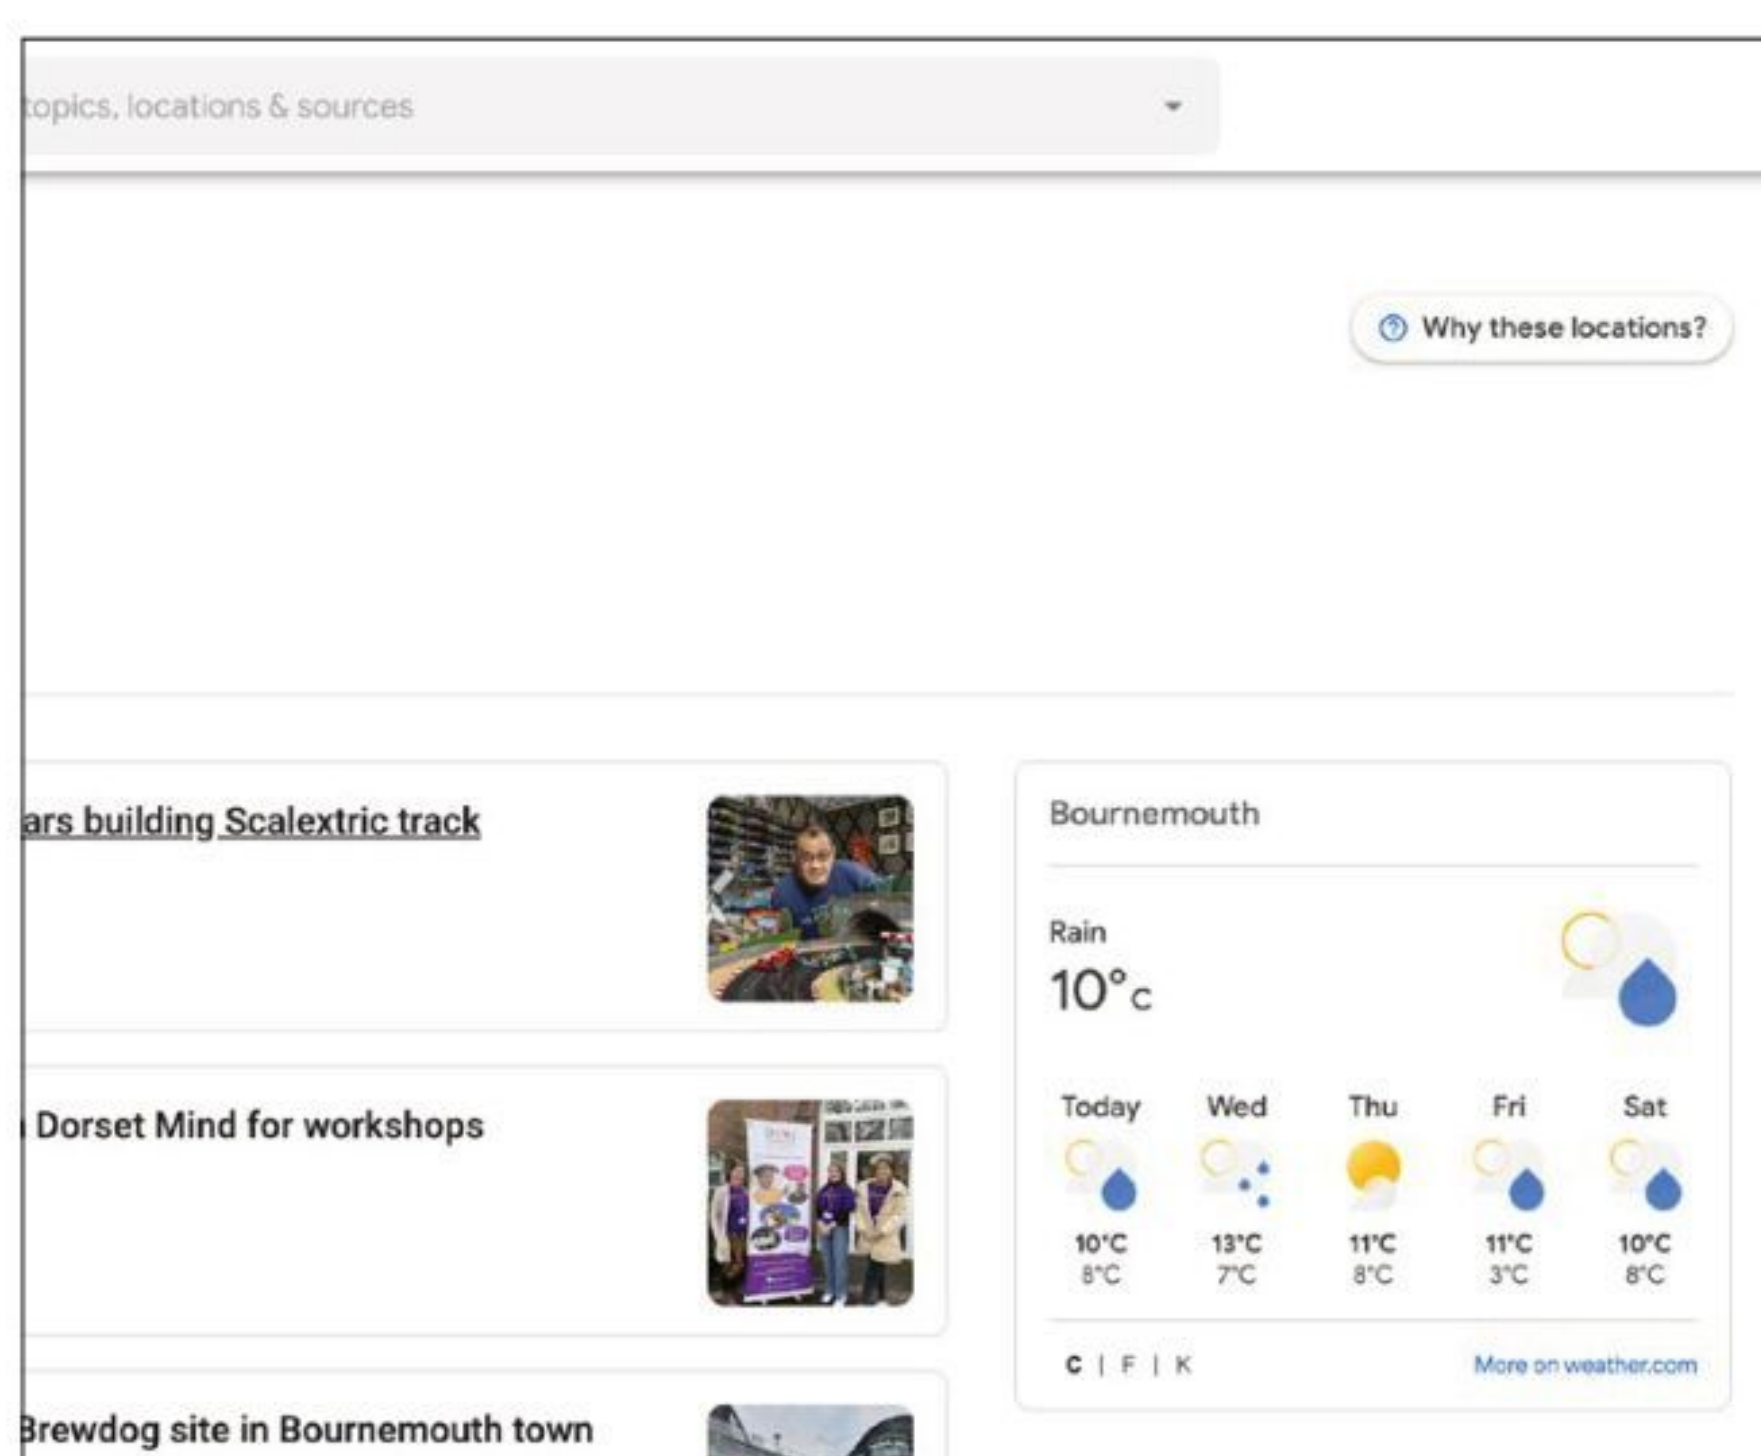 topics, locations & sources
Why these locations?
ars building Scalextric track
Dorset Mind for workshops
Brewdog site in Bournemouth town
Bournemouth
Rain
10°C
Today Wed Thu Fri Sat
10°C 13°C 11°C 11°C 10°C
8°C 7°C 8°C 3°C 8°C
C | F | K
More on weather.com